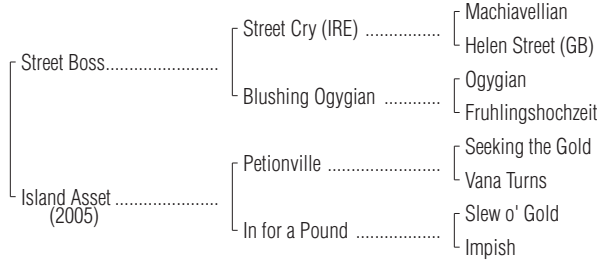 Machiavellian
Street Cry (IRE) .................
Helen Street (GB)
Street Boss.........................
Ogygian
Blushing Ogygian ............
Fruhlingshochzeit
Seeking the Gold
Petionville .........................
Vana Turns
Island Asset .......................
(2005)
Slew o' Gold
In for a Pound ..................
Impish